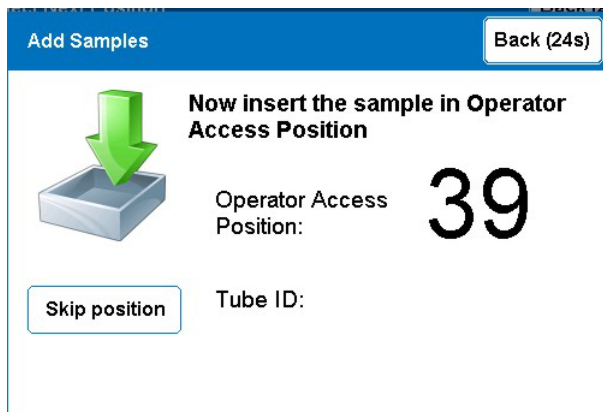 Add Samples
Back (24s)
Now insert the sample in Operator
Access Position
Operator Access
Position:
39
Skip position
Tube ID: